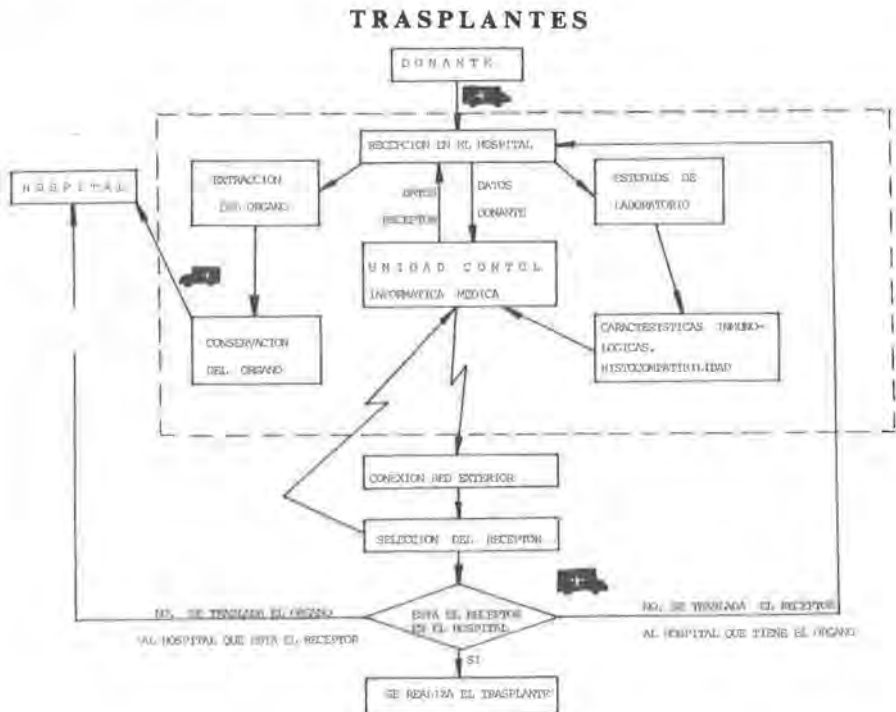 TRASPLANTES
DONANTE
RECEPCION EN EL HOSPITAL
HOSPITAL
EXTRACCION
DEL ORGANO
DATOS
RECEPTOR
DATOS
DONANTE
ESTUDIOS DE
LABORATORIO
UNIDAD CONTOL
INFORMATICA MEDICA
CONSERVACION
DEL ORGANO
CARACTERISTICAS INMUNO-
LOGICAS.
HISTOCOMPATIBILIDAD
CONEXION RED EXTERIOR
SELECCION DEL RECEPTOR
NO, SE TRASLADA EL ORGANO
AL HOSPITAL QUE ESTA EL RECEPTOR
ESTA EL RECEPTOR
EN EL HOSPITAL
NO, SE TRASLADA EL RECEPTOR
AL HOSPITAL QUE TIENE EL ORGANO
SI
SE REALIZA EL TRASPLANTE